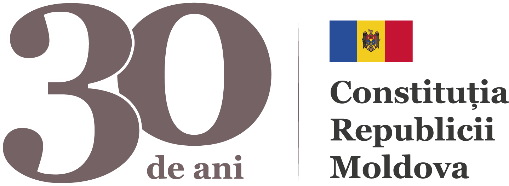 30
de ani
Constituția
Republicii
Moldova